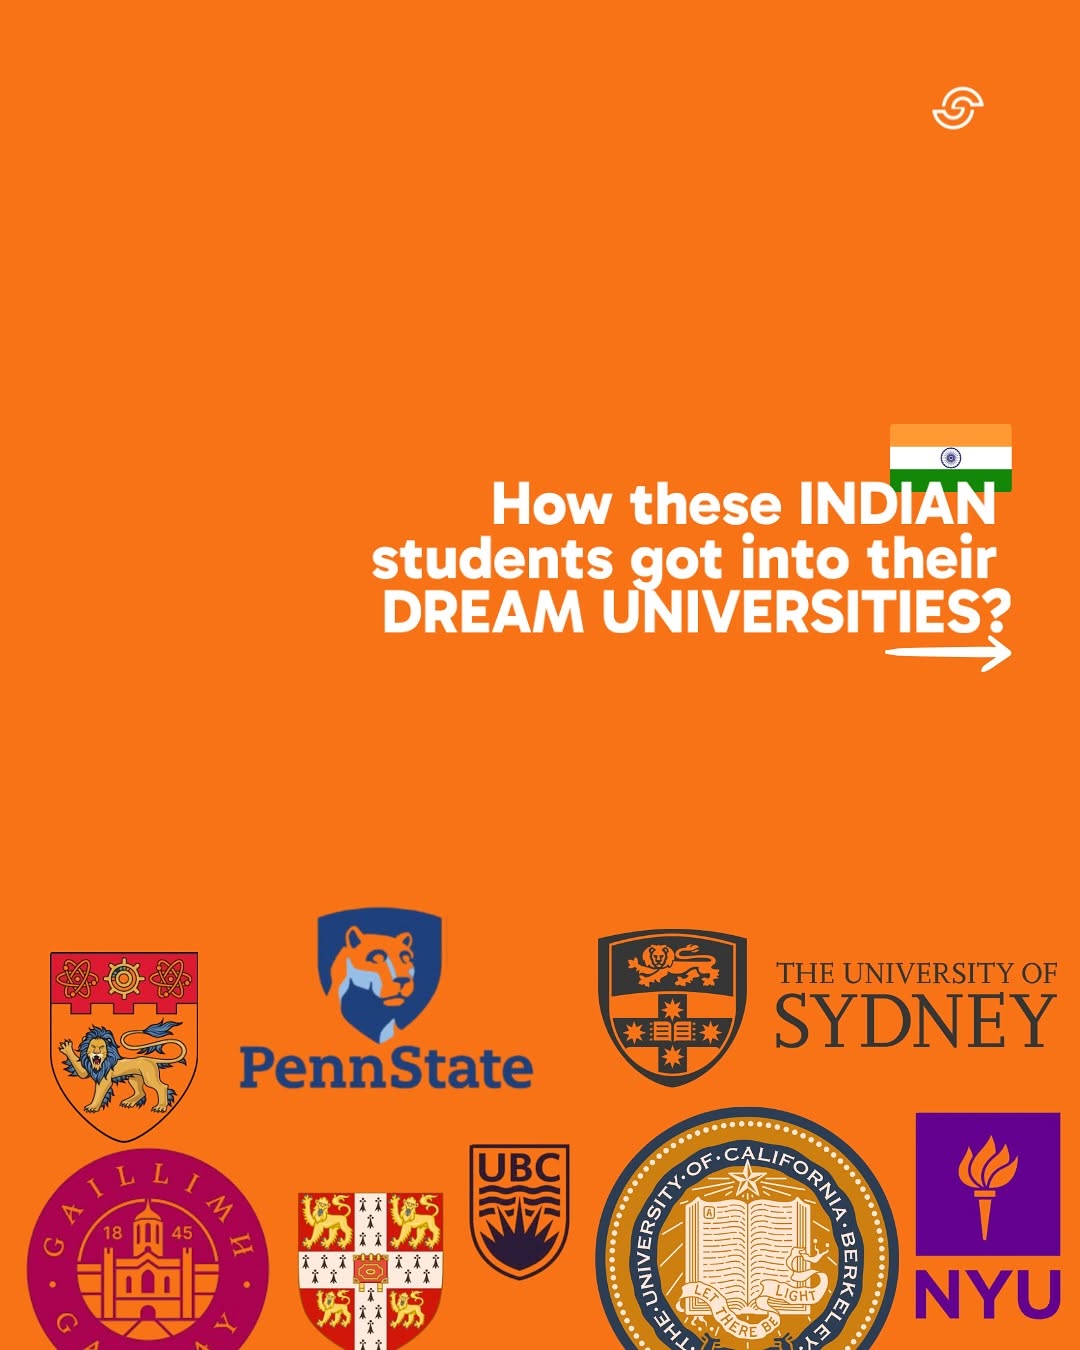 How these INDIAN
students got into their
DREAM UNIVERSITIES?
PennState
THE UNIVERSITY OF
SYDNEY
GAILLIMH
18 45
UBC
THE·UNIVERSITY·OF·CALIFORNIA·BERKELEY·
A
LET THERE BE LIGHT
NYU